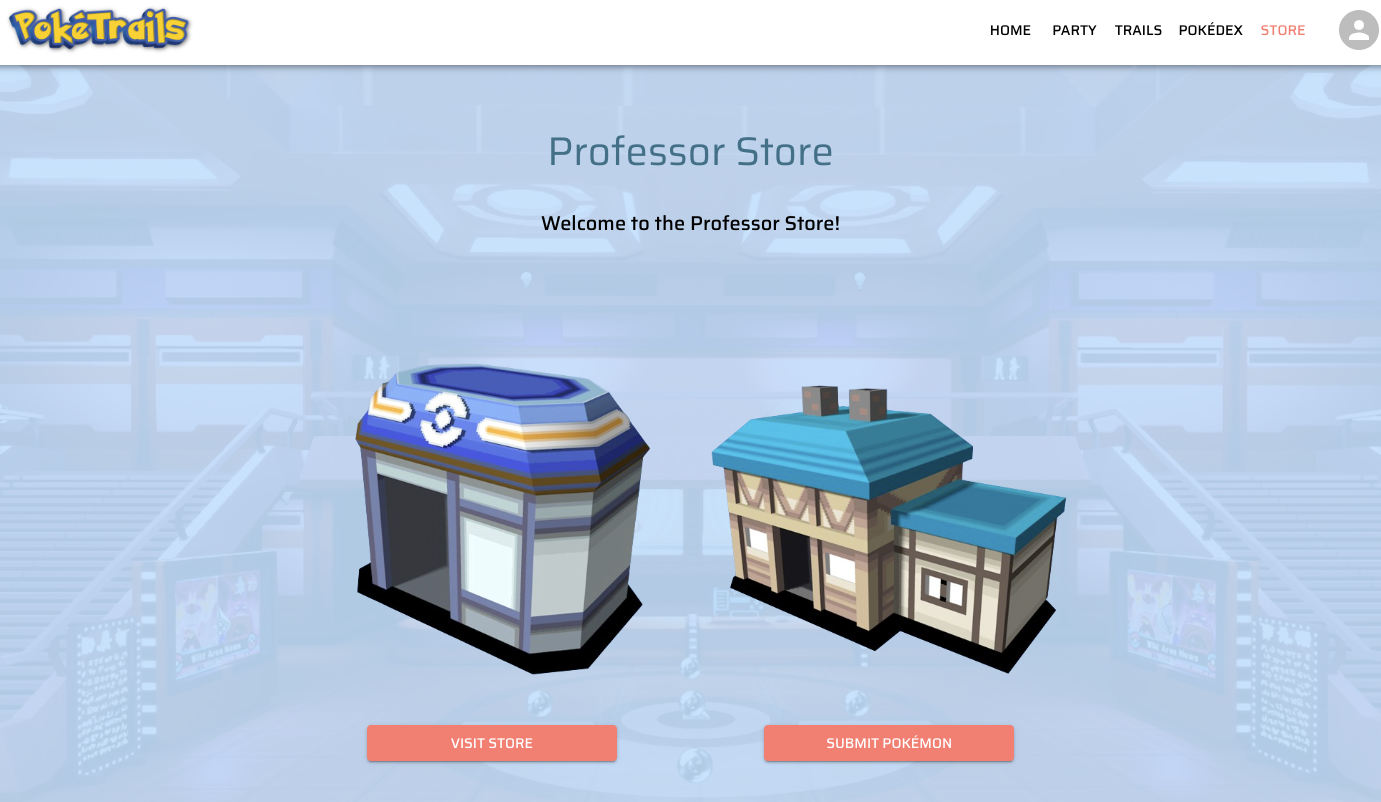 PokéTrails
HOME PARTY TRAILS POKÉDEX STORE
Professor Store
Welcome to the Professor Store!
VISIT STORE
SUBMIT POKÉMON